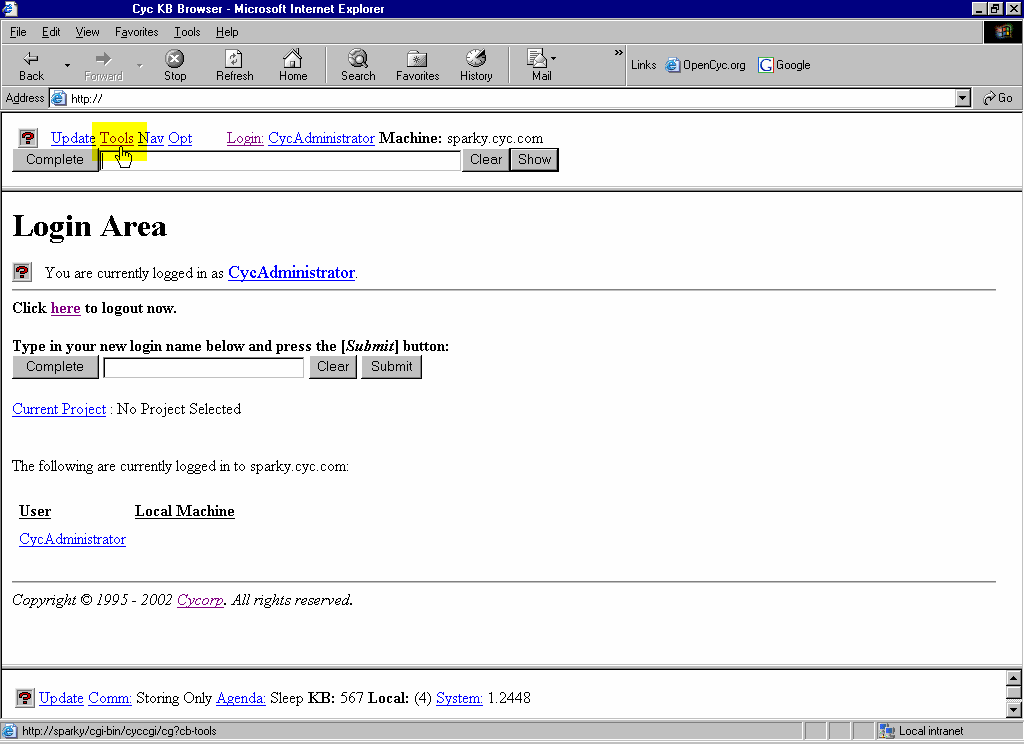 Cyc KB Browser - Microsoft Internet Explorer
File Edit View Favorites Tools Help
Back Forward Stop Refresh Home Search Favorites History Mail » Links OpenCyc.org Google
Address http:// Go
? Update Tools Nav Opt Login: CycAdministrator Machine: sparky.cyc.com
Complete Clear Show
Login Area
? You are currently logged in as CycAdministrator.
Click here to logout now.
Type in your new login name below and press the [Submit] button:
Complete Clear Submit
Current Project : No Project Selected
The following are currently logged in to sparky.cyc.com:
User Local Machine
CycAdministrator
Copyright © 1995 - 2002 Cycorp. All rights reserved.
? Update Comm: Storing Only Agenda: Sleep KB: 567 Local: (4) System: 1.2448
http://sparky/cgi-bin/cyccgi/cg?cb-tools Local intranet